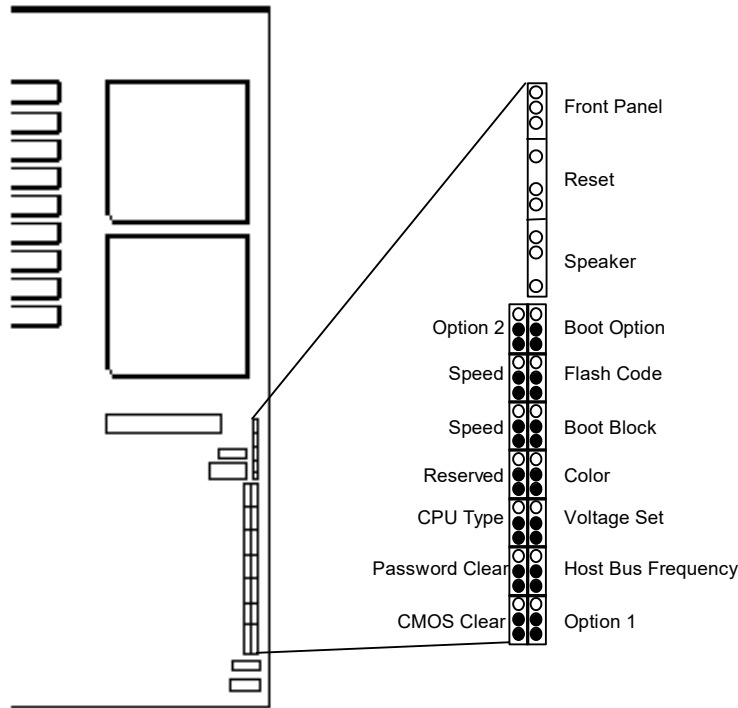 Front Panel
Reset
Speaker
Option 2 Boot Option
Speed Flash Code
Speed Boot Block
Reserved Color
CPU Type Voltage Set
Password Clear Host Bus Frequency
CMOS Clear Option 1